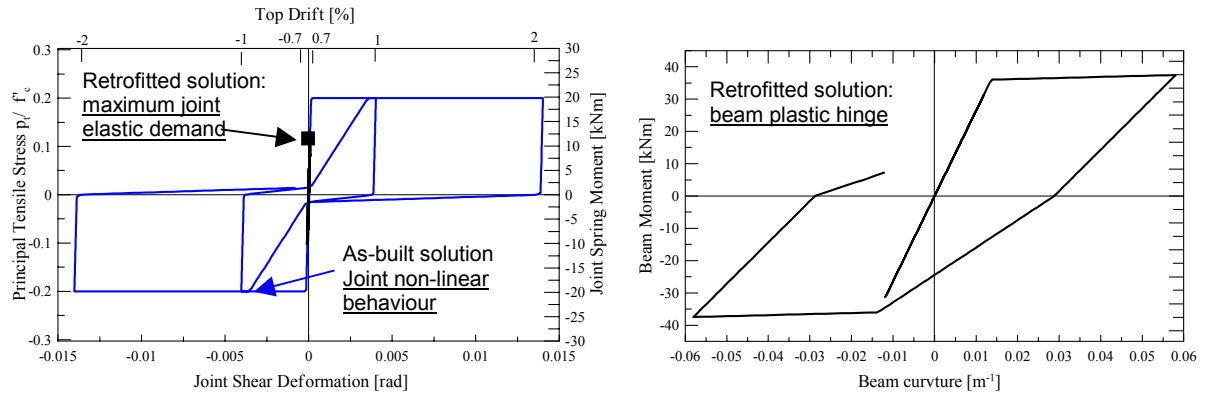 Top Drift [%]
-2 -1 -0.7 0.7 1 2
0.3
0.2
0.1
0
-0.1
-0.2
-0.3
Principal Tensile Stress pt/ f'c
30
25
20
15
10
5
0
-5
-10
-15
-20
-25
-30
Joint Spring Moment [kNm]
Retrofitted solution:
maximum joint
elastic demand
As-built solution
Joint non-linear
behaviour
-0.015 -0.01 -0.005 0 0.005 0.01 0.015
Joint Shear Deformation [rad]
40
30
20
10
0
-10
-20
-30
-40
Beam Moment [kNm]
Retrofitted solution:
beam plastic hinge
-0.06 -0.05 -0.04 -0.03 -0.02 -0.01 0 0.01 0.02 0.03 0.04 0.05 0.06
Beam curvture [m-1]